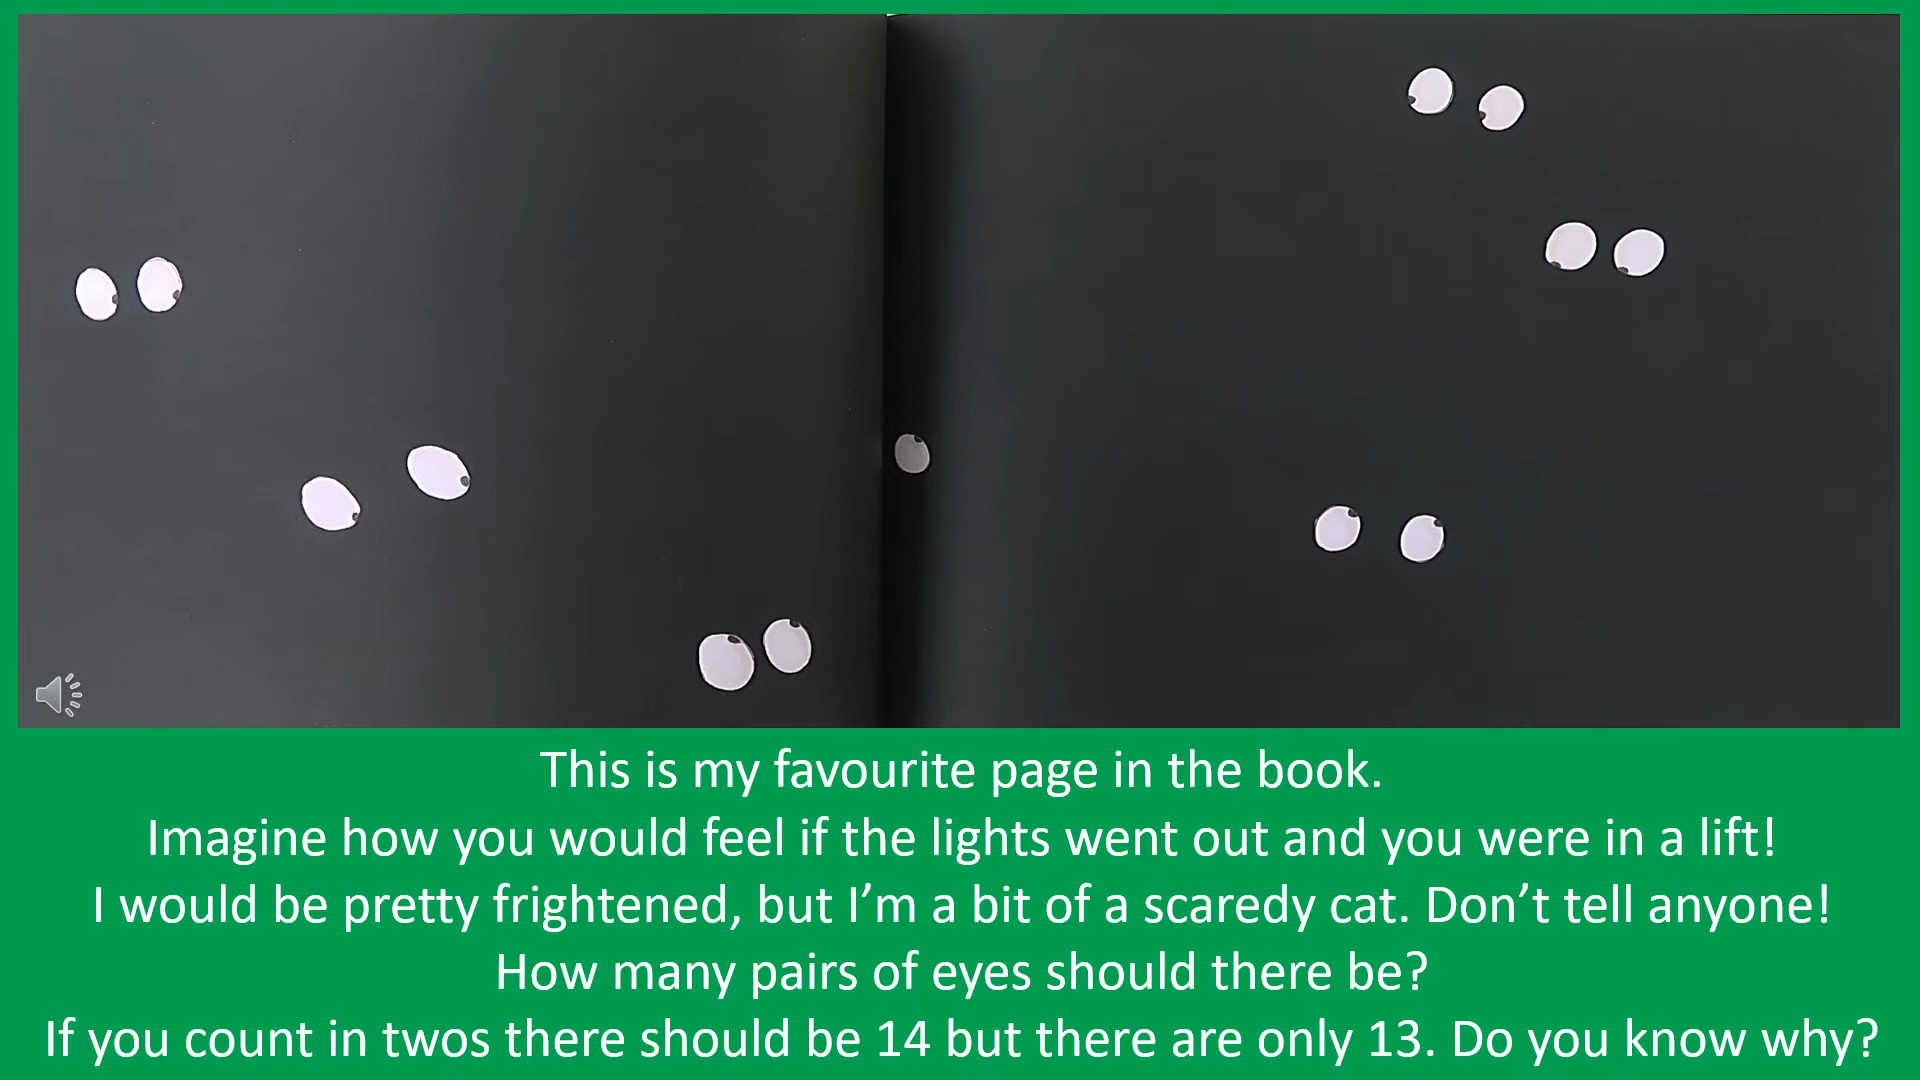 This is my favourite page in the book.
Imagine how you would feel if the lights went out and you were in a lift!
I would be pretty frightened, but I’m a bit of a scaredy cat. Don’t tell anyone!
How many pairs of eyes should there be?
If you count in twos there should be 14 but there are only 13. Do you know why?